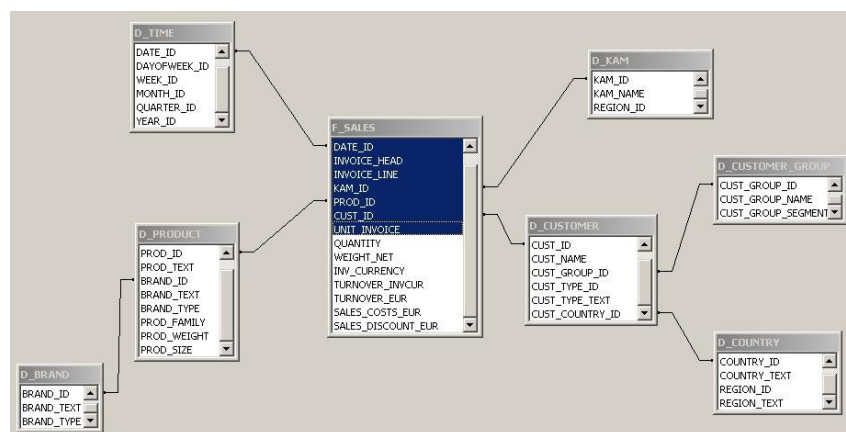 D_TIME
DATE_ID
DAYOFWEEK_ID
WEEK_ID
MONTH_ID
QUARTER_ID
YEAR_ID
D_KAM
KAM_ID
KAM_NAME
REGION_ID
F_SALES
DATE_ID
INVOICE_HEAD
INVOICE_LINE
KAM_ID
PROD_ID
CUST_ID
UNIT_INVOICE
QUANTITY
WEIGHT_NET
INV_CURRENCY
TURNOVER_INVCUR
TURNOVER_EUR
SALES_COSTS_EUR
SALES_DISCOUNT_EUR
D_CUSTOMER_GROUP
CUST_GROUP_ID
CUST_GROUP_NAME
CUST_GROUP_SEGMENT
D_PRODUCT
PROD_ID
PROD_TEXT
BRAND_ID
BRAND_TEXT
BRAND_TYPE
PROD_FAMILY
PROD_WEIGHT
PROD_SIZE
D_CUSTOMER
CUST_ID
CUST_NAME
CUST_GROUP_ID
CUST_TYPE_ID
CUST_TYPE_TEXT
CUST_COUNTRY_ID
D_BRAND
BRAND_ID
BRAND_TEXT
BRAND_TYPE
D_COUNTRY
COUNTRY_ID
COUNTRY_TEXT
REGION_ID
REGION_TEXT